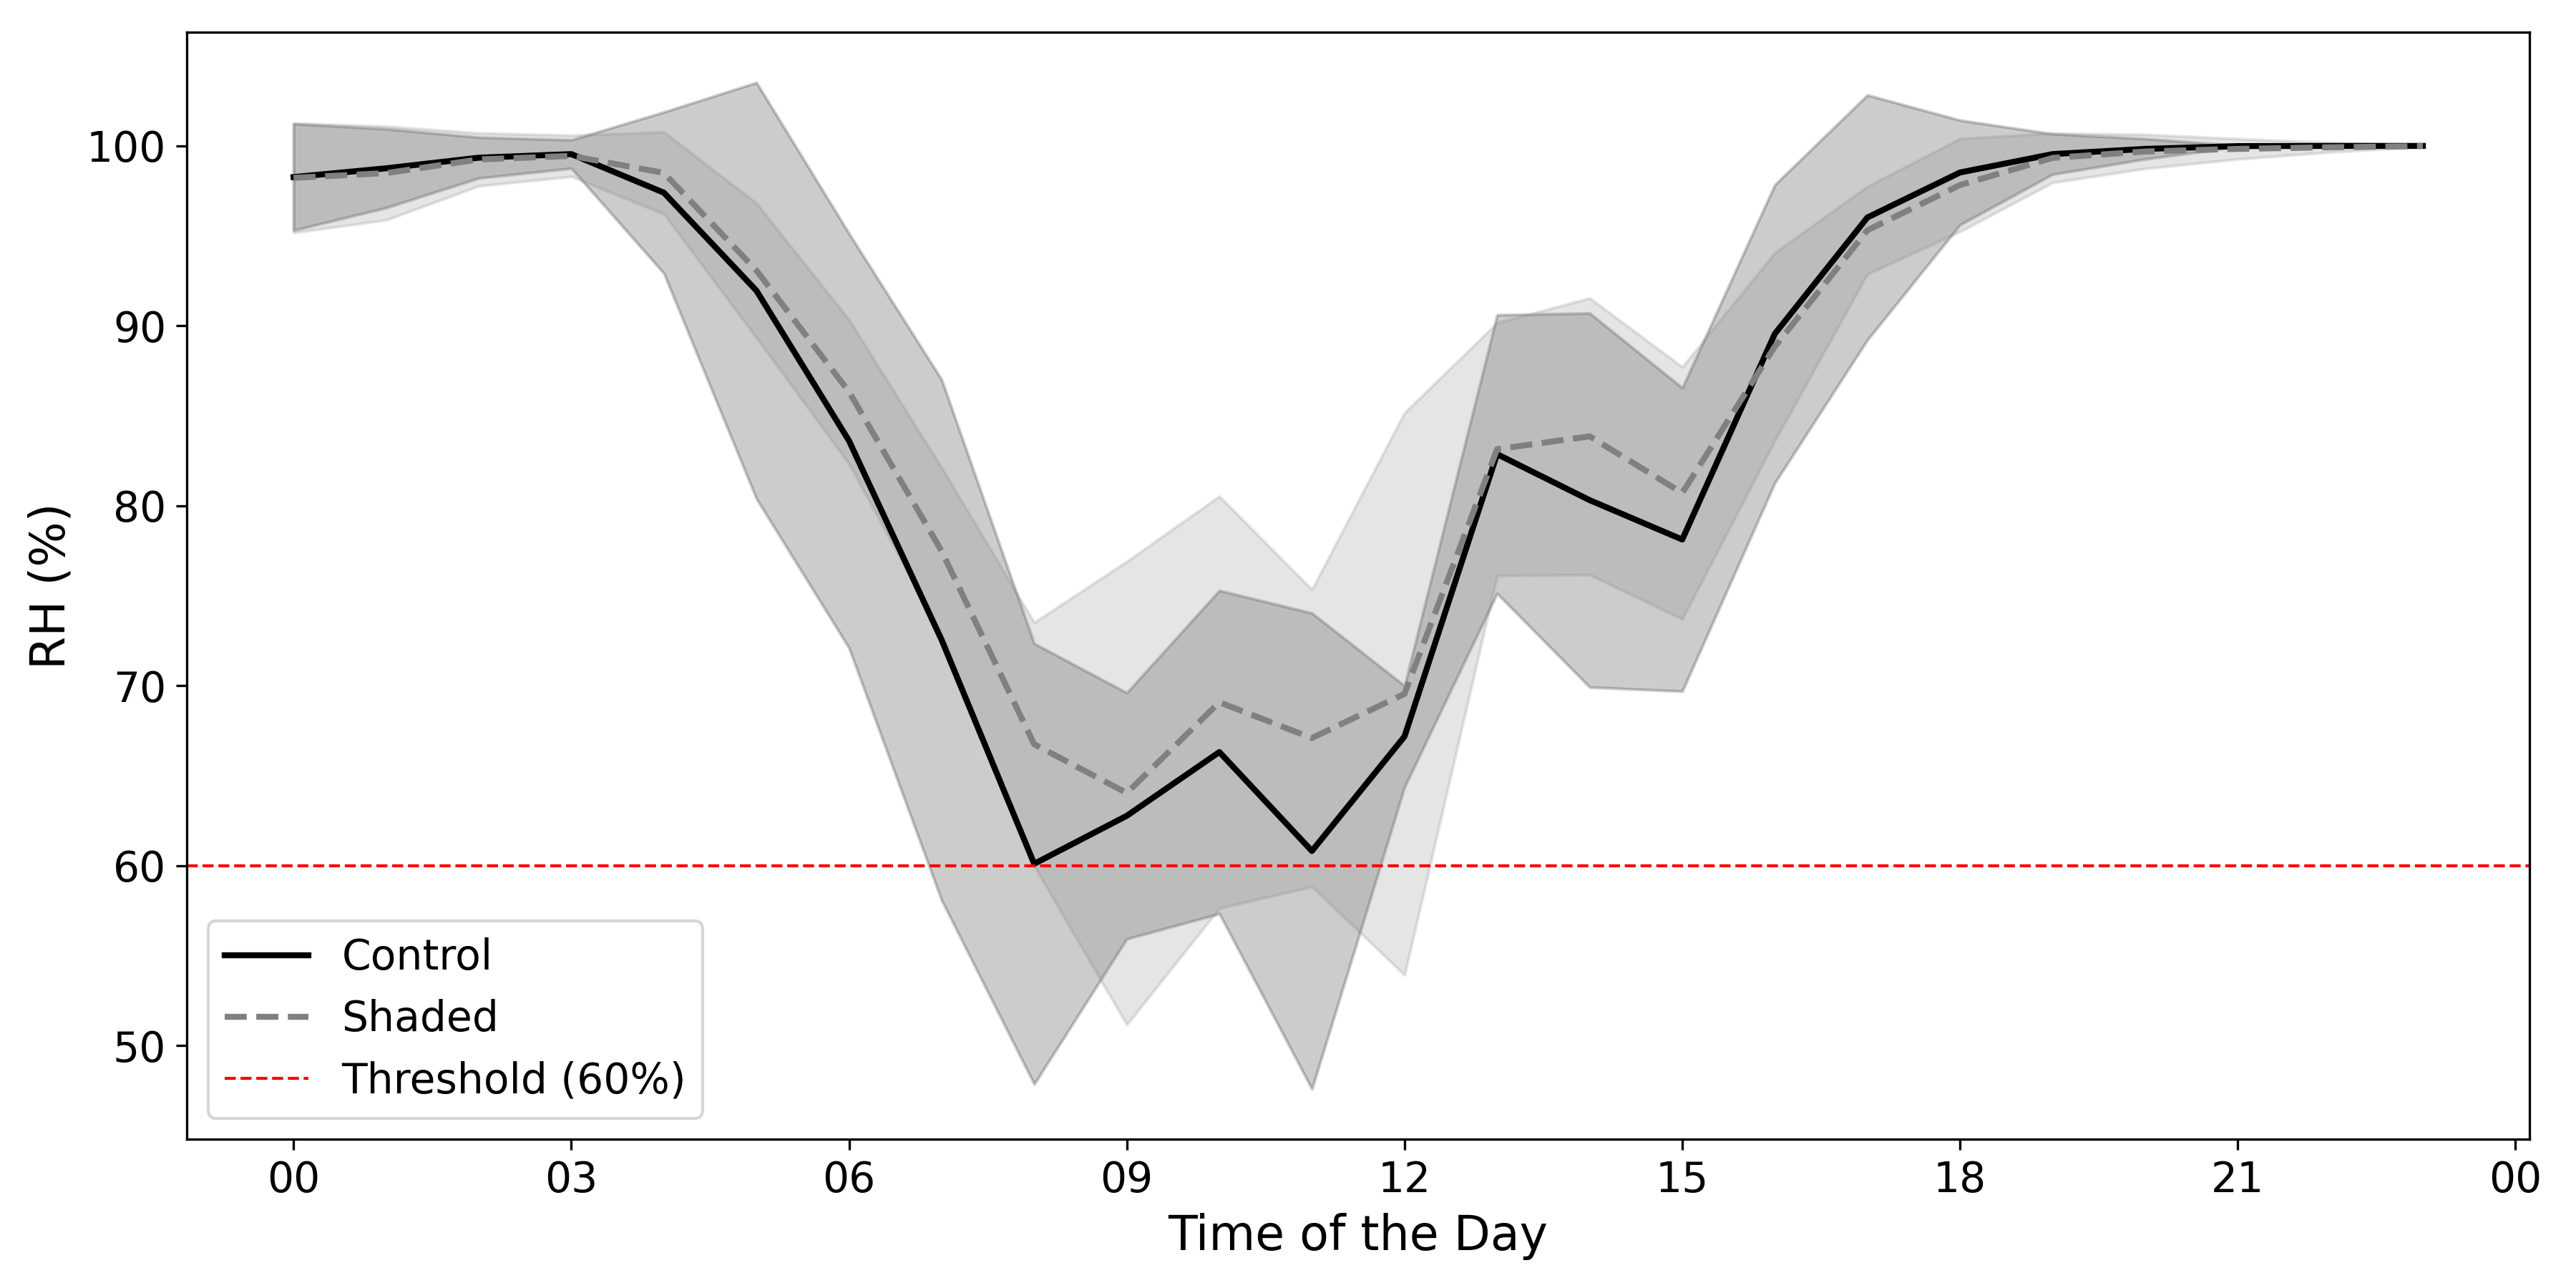 100
90
80
70
60
50
RH (%)
Control
Shaded
Threshold (60%)
00 03 06 09 12 15 18 21 00
Time of the Day